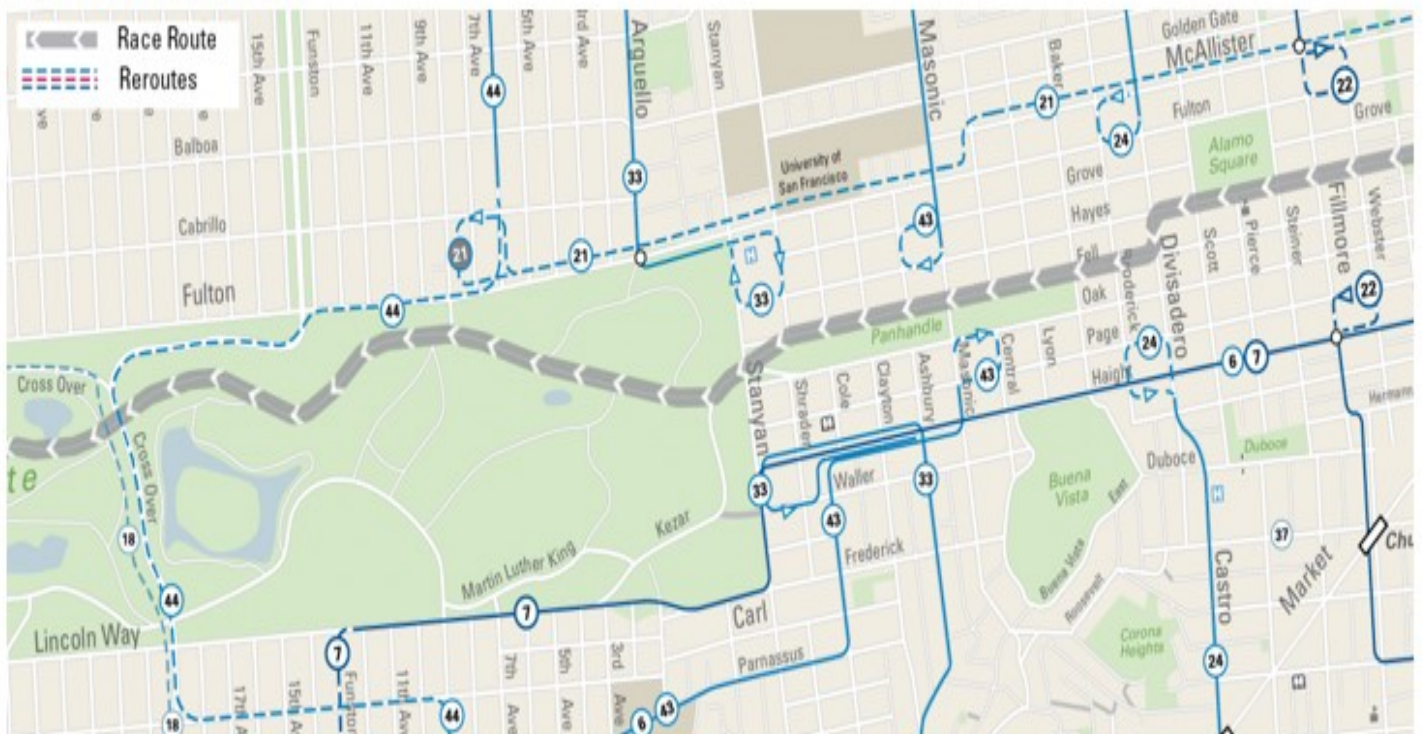 Race Route
Reroutes
ve
e
e
e
15th Ave
Funston
11th Ave
9th Ave
7th Ave
44
5th Ave
3rd Ave
Arguello
Stanyan
Masonic
Baker
Golden Gate
McAllister
22
21
Fulton
Grove
24
Balboa
33
University of
San Francisco
Alamo
Square
Grove
Cabrillo
43
Hayes
Fillmore
Webster
Steiner
Pierce
Scott
Divisadero
Broderick
21
21
Fell
H
Fulton
44
33
Oak
22
Panhandle
Page
24
Cross Over
Stanyan
Shrader
Cole
Clayton
Ashbury
Masonic
43
Central
Lyon
Haight
6
7
Hermann
Cross Over
te
Duboce
Duboce
33
Waller
33
Buena
Vista
East
H
18
43
Kezar
Frederick
37
Chu
Martin Luther King
Buena Vista
Roosevelt
Castro
Market
44
7
Carl
Lincoln Way
7
Corona
Heights
Parnassus
24
17th A
15th A
Funston
11th Ave
7th Ave
5th Ave
3rd Ave
18
44
6
43